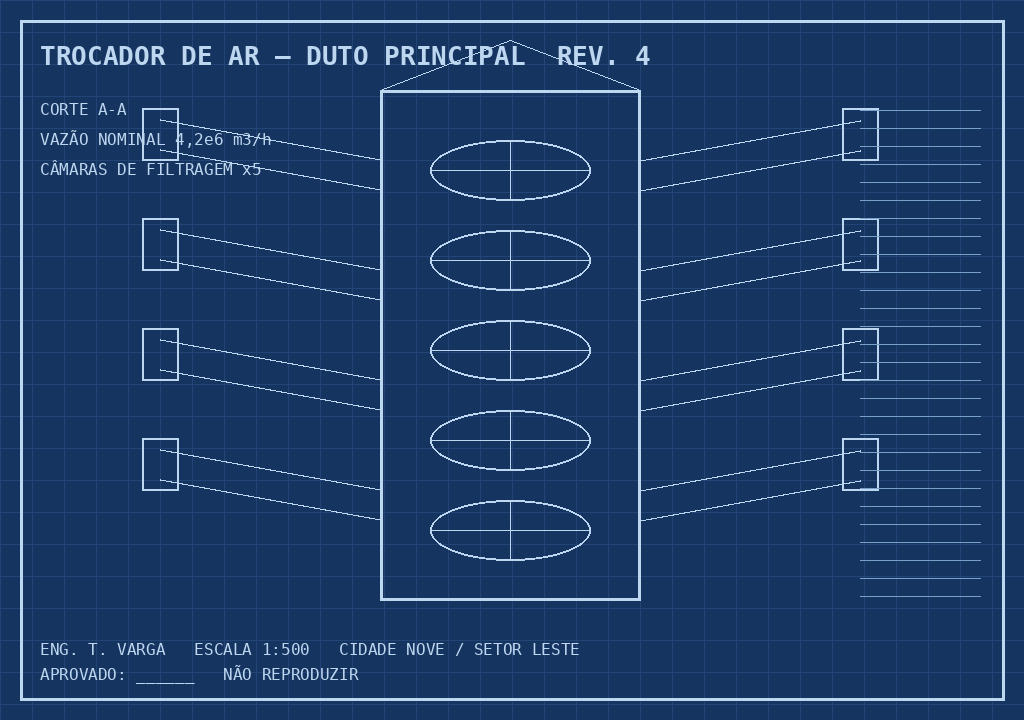 TROCADOR DE AR — DUTO PRINCIPAL  REV. 4
CORTE A-A
VAZÃO NOMINAL 4,2e6 m3/h
CÂMARAS DE FILTRAGEM x5
ENG. T. VARGA   ESCALA 1:500   CIDADE NOVE / SETOR LESTE
APROVADO: ______   NÃO REPRODUZIR